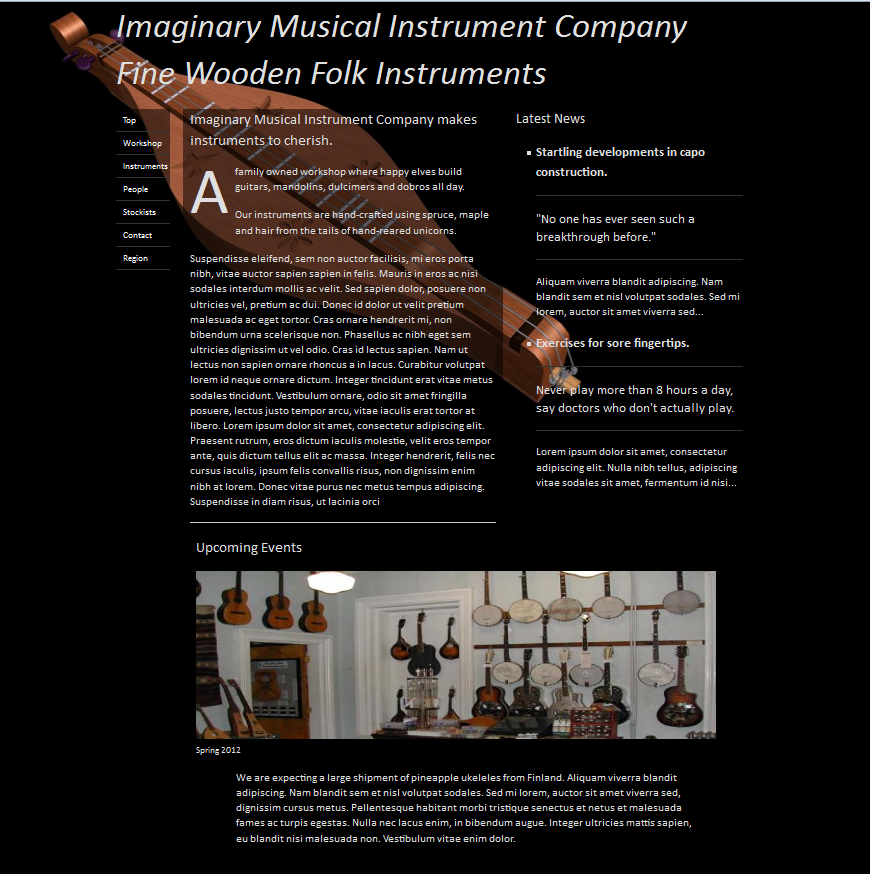 Imaginary Musical Instrument Company
Fine Wooden Folk Instruments
Top
Workshop
Instruments
People
Stockists
Contact
Region
Imaginary Musical Instrument Company makes
instruments to cherish.
A family owned workshop where happy elves build
guitars, mandolins, dulcimers and dobros all day.
Our instruments are hand-crafted using spruce, maple
and hair from the tails of hand-reared unicorns.
Suspendisse eleifend, sem non auctor facilisis, mi eros porta
nibh, vitae auctor sapien sapien in felis. Mauris in eros ac nisi
sodales interdum mollis ac velit. Sed sapien dolor, posuere non
ultricies vel, pretium ac dui. Donec id dolor ut velit pretium
malesuada ac eget tortor. Cras ornare hendrerit mi, non
bibendum urna scelerisque non. Phasellus ac nibh eget sem
ultricies dignissim ut vel odio. Cras id lectus sapien. Nam ut
lectus non sapien ornare rhoncus a in lacus. Curabitur volutpat
lorem id neque ornare dictum. Integer tincidunt erat vitae metus
sodales tincidunt. Vestibulum ornare, odio sit amet fringilla
posuere, lectus justo tempor arcu, vitae iaculis erat tortor at
libero. Lorem ipsum dolor sit amet, consectetur adipiscing elit.
Praesent rutrum, eros dictum iaculis molestie, velit eros tempor
ante, quis dictum tellus elit ac massa. Integer hendrerit, felis nec
cursus iaculis, ipsum felis convallis risus, non dignissim enim
nibh at lorem. Donec vitae purus nec metus tempus adipiscing.
Suspendisse in diam risus, ut lacinia orci
Latest News
Startling developments in capo
construction.
"No one has ever seen such a
breakthrough before."
Aliquam viverra blandit adipiscing. Nam
blandit sem et nisl volutpat sodales. Sed mi
lorem, auctor sit amet viverra sed...
Exercises for sore fingertips.
Never play more than 8 hours a day,
say doctors who don't actually play.
Lorem ipsum dolor sit amet, consectetur
adipiscing elit. Nulla nibh tellus, adipiscing
vitae sodales sit amet, fermentum id nisi...
Upcoming Events
Spring 2012
We are expecting a large shipment of pineapple ukeleles from Finland. Aliquam viverra blandit
adipiscing. Nam blandit sem et nisl volutpat sodales. Sed mi lorem, auctor sit amet viverra sed,
dignissim cursus metus. Pellentesque habitant morbi tristique senectus et netus et malesuada
fames ac turpis egestas. Nulla nec lacus enim, in bibendum augue. Integer ultricies mattis sapien,
eu blandit nisi malesuada non. Vestibulum vitae enim dolor.